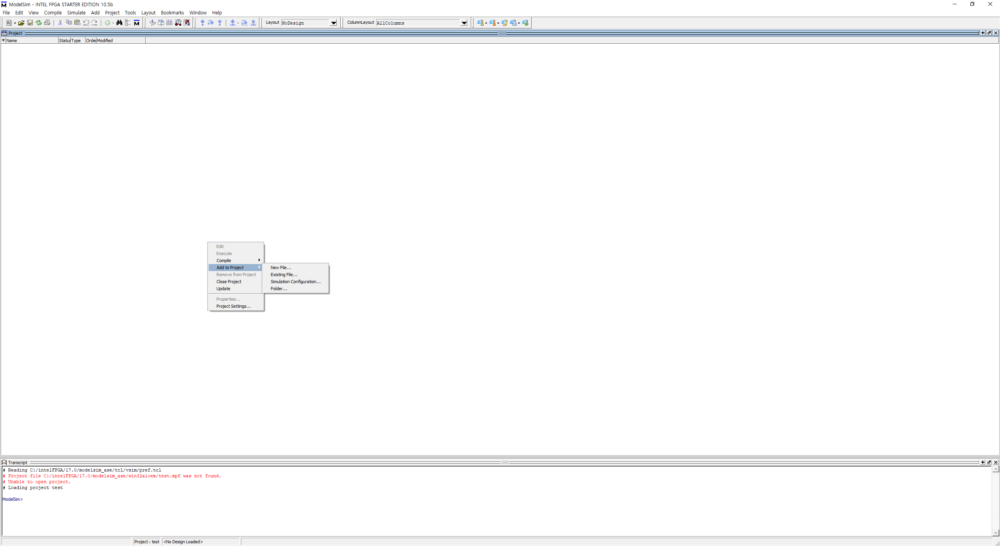 ModelSim - INTEL FPGA STARTER EDITION 10.5b
File Edit View Compile Simulate Add Project Tools Layout Bookmarks Window Help
Layout NoDesign ColumnLayout AllColumns
Project
Name Status Type Order Modified
Edit
Execute
Compile
Add to Project
Remove from Project
Close Project
Update
Properties...
Project Settings...
New File...
Existing File...
Simulation Configuration...
Folder...
Transcript
# Reading C:/intelFPGA/17.0/modelsim_ase/tcl/vsim/pref.tcl
# Project file C:/intelFPGA/17.0/modelsim_ase/win32aloem/test.mpf was not found.
# Unable to open project.
# Loading project test
ModelSim>
Project : test <No Design Loaded>